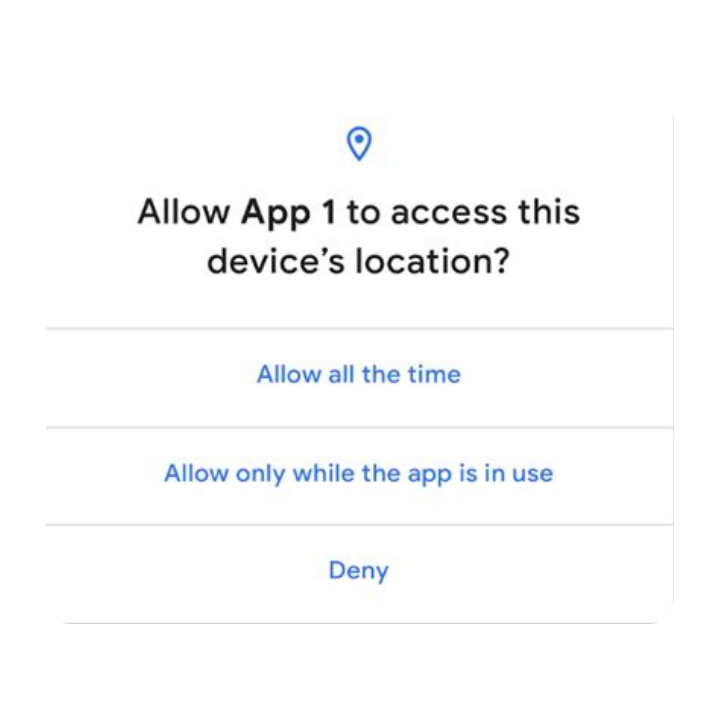 Allow App 1 to access this
device’s location?
Allow all the time
Allow only while the app is in use
Deny